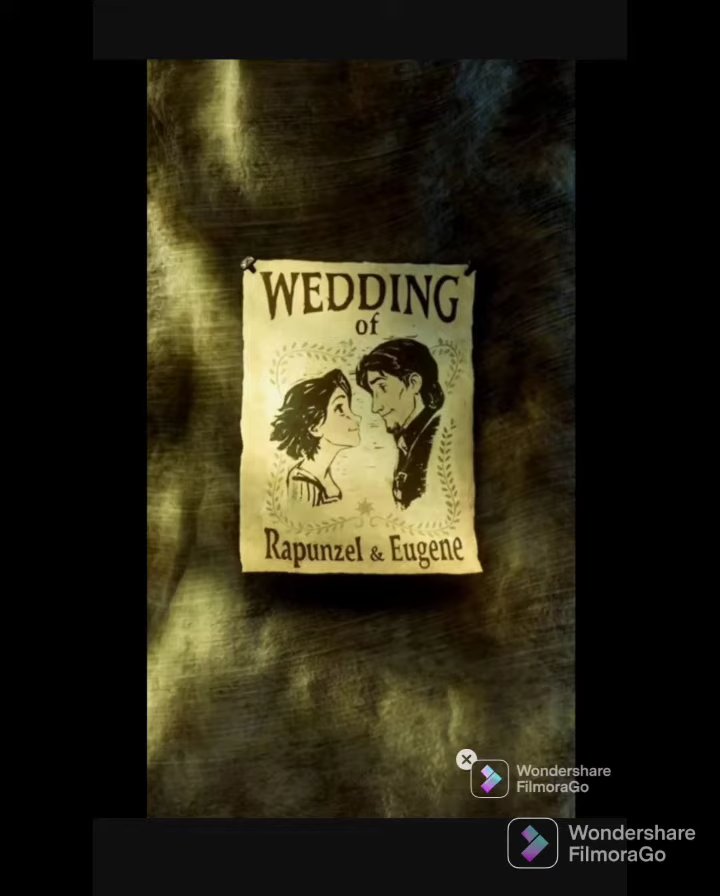 WEDDING
of
Rapunzel & Eugene
Wondershare
FilmoraGo
Wondershare
FilmoraGo